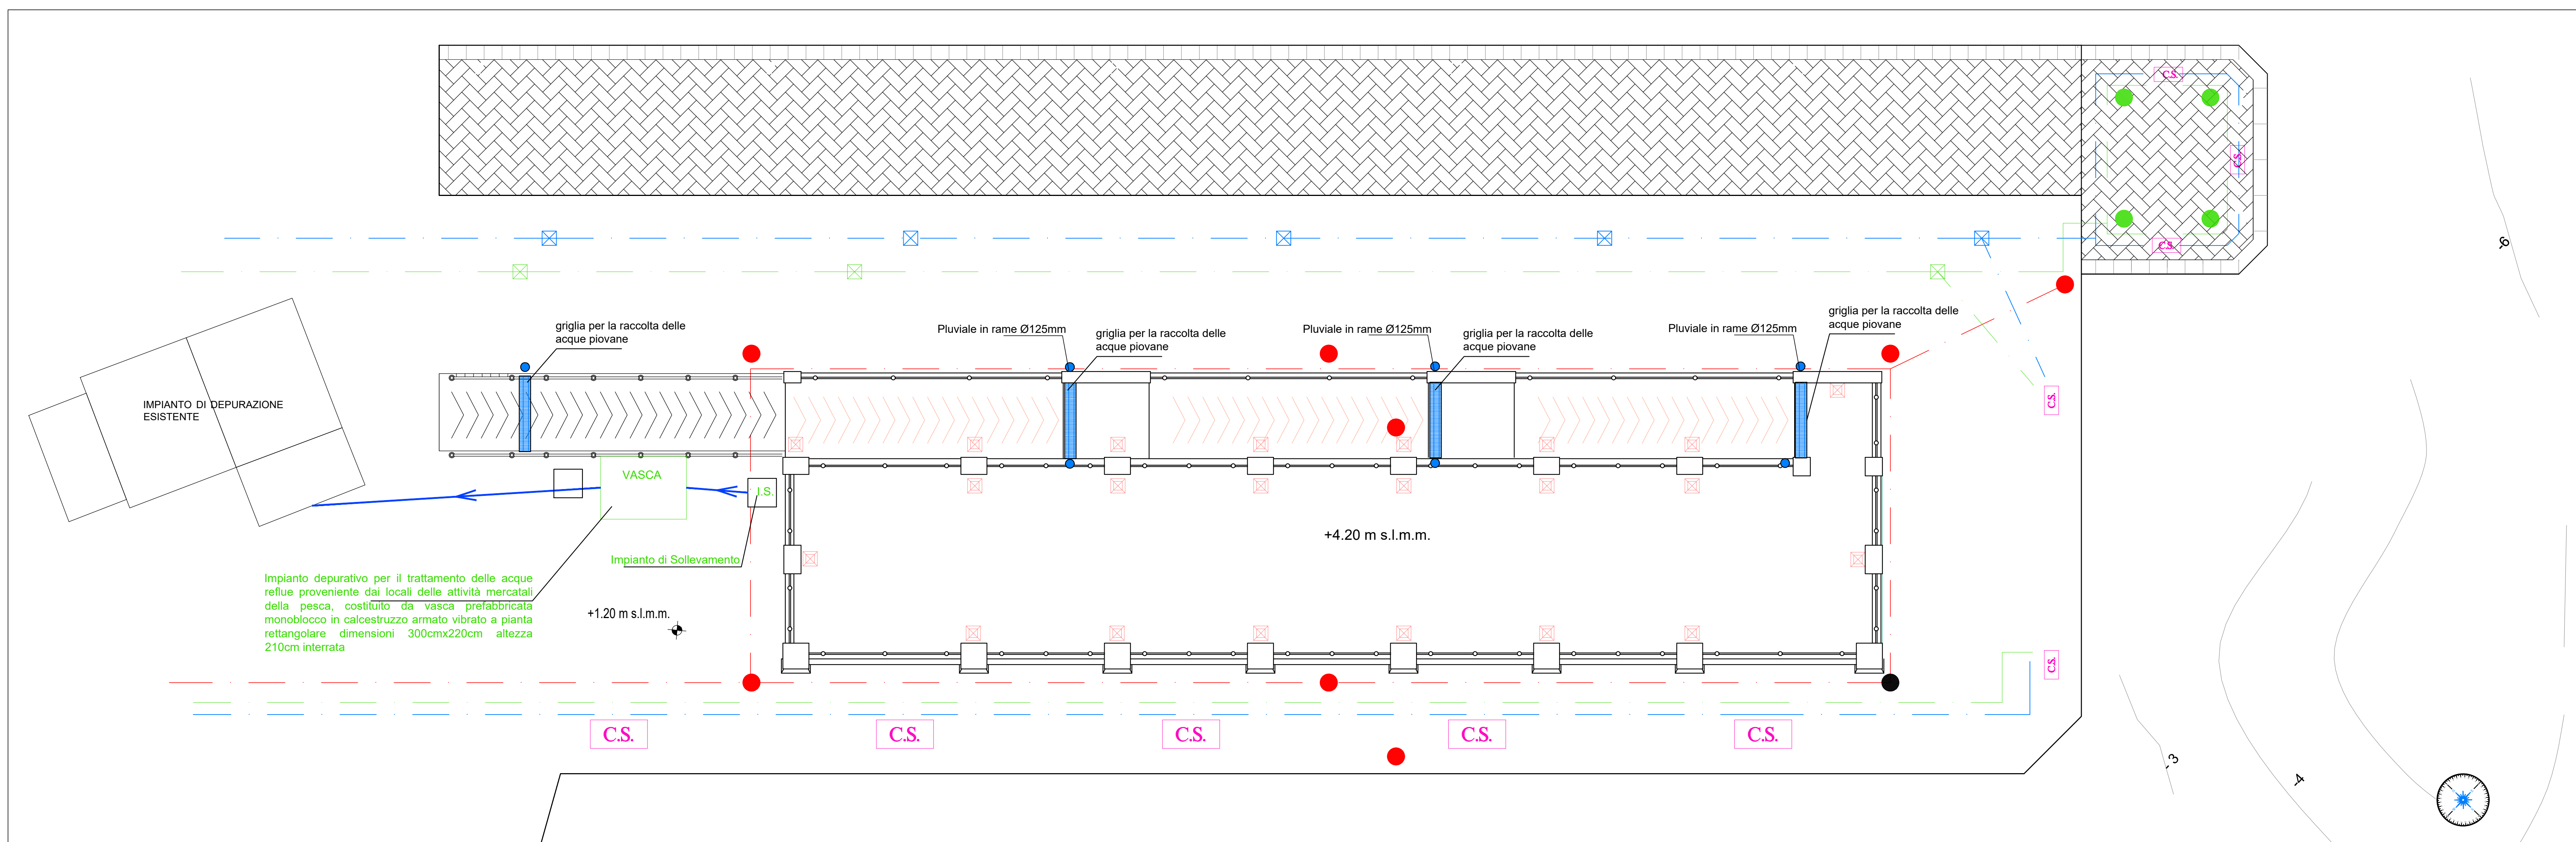 C.S.
C.S.
C.S.
-6
griglia per la raccolta delle
acque piovane
Pluviale in rame Ø125mm
griglia per la raccolta delle
acque piovane
Pluviale in rame Ø125mm
griglia per la raccolta delle
acque piovane
Pluviale in rame Ø125mm
griglia per la raccolta delle
acque piovane
IMPIANTO DI DEPURAZIONE
ESISTENTE
C.S.
VASCA
I.S.
+4.20 m s.l.m.m.
Impianto di Sollevamento
Impianto depurativo per il trattamento delle acque
reflue proveniente dai locali delle attività mercatali
della pesca, costituito da vasca prefabbricata
monoblocco in calcestruzzo armato vibrato a pianta
rettangolare dimensioni 300cmx220cm altezza
210cm interrata
+1.20 m s.l.m.m.
C.S.
C.S.
C.S.
C.S.
C.S.
C.S.
- 3
-4